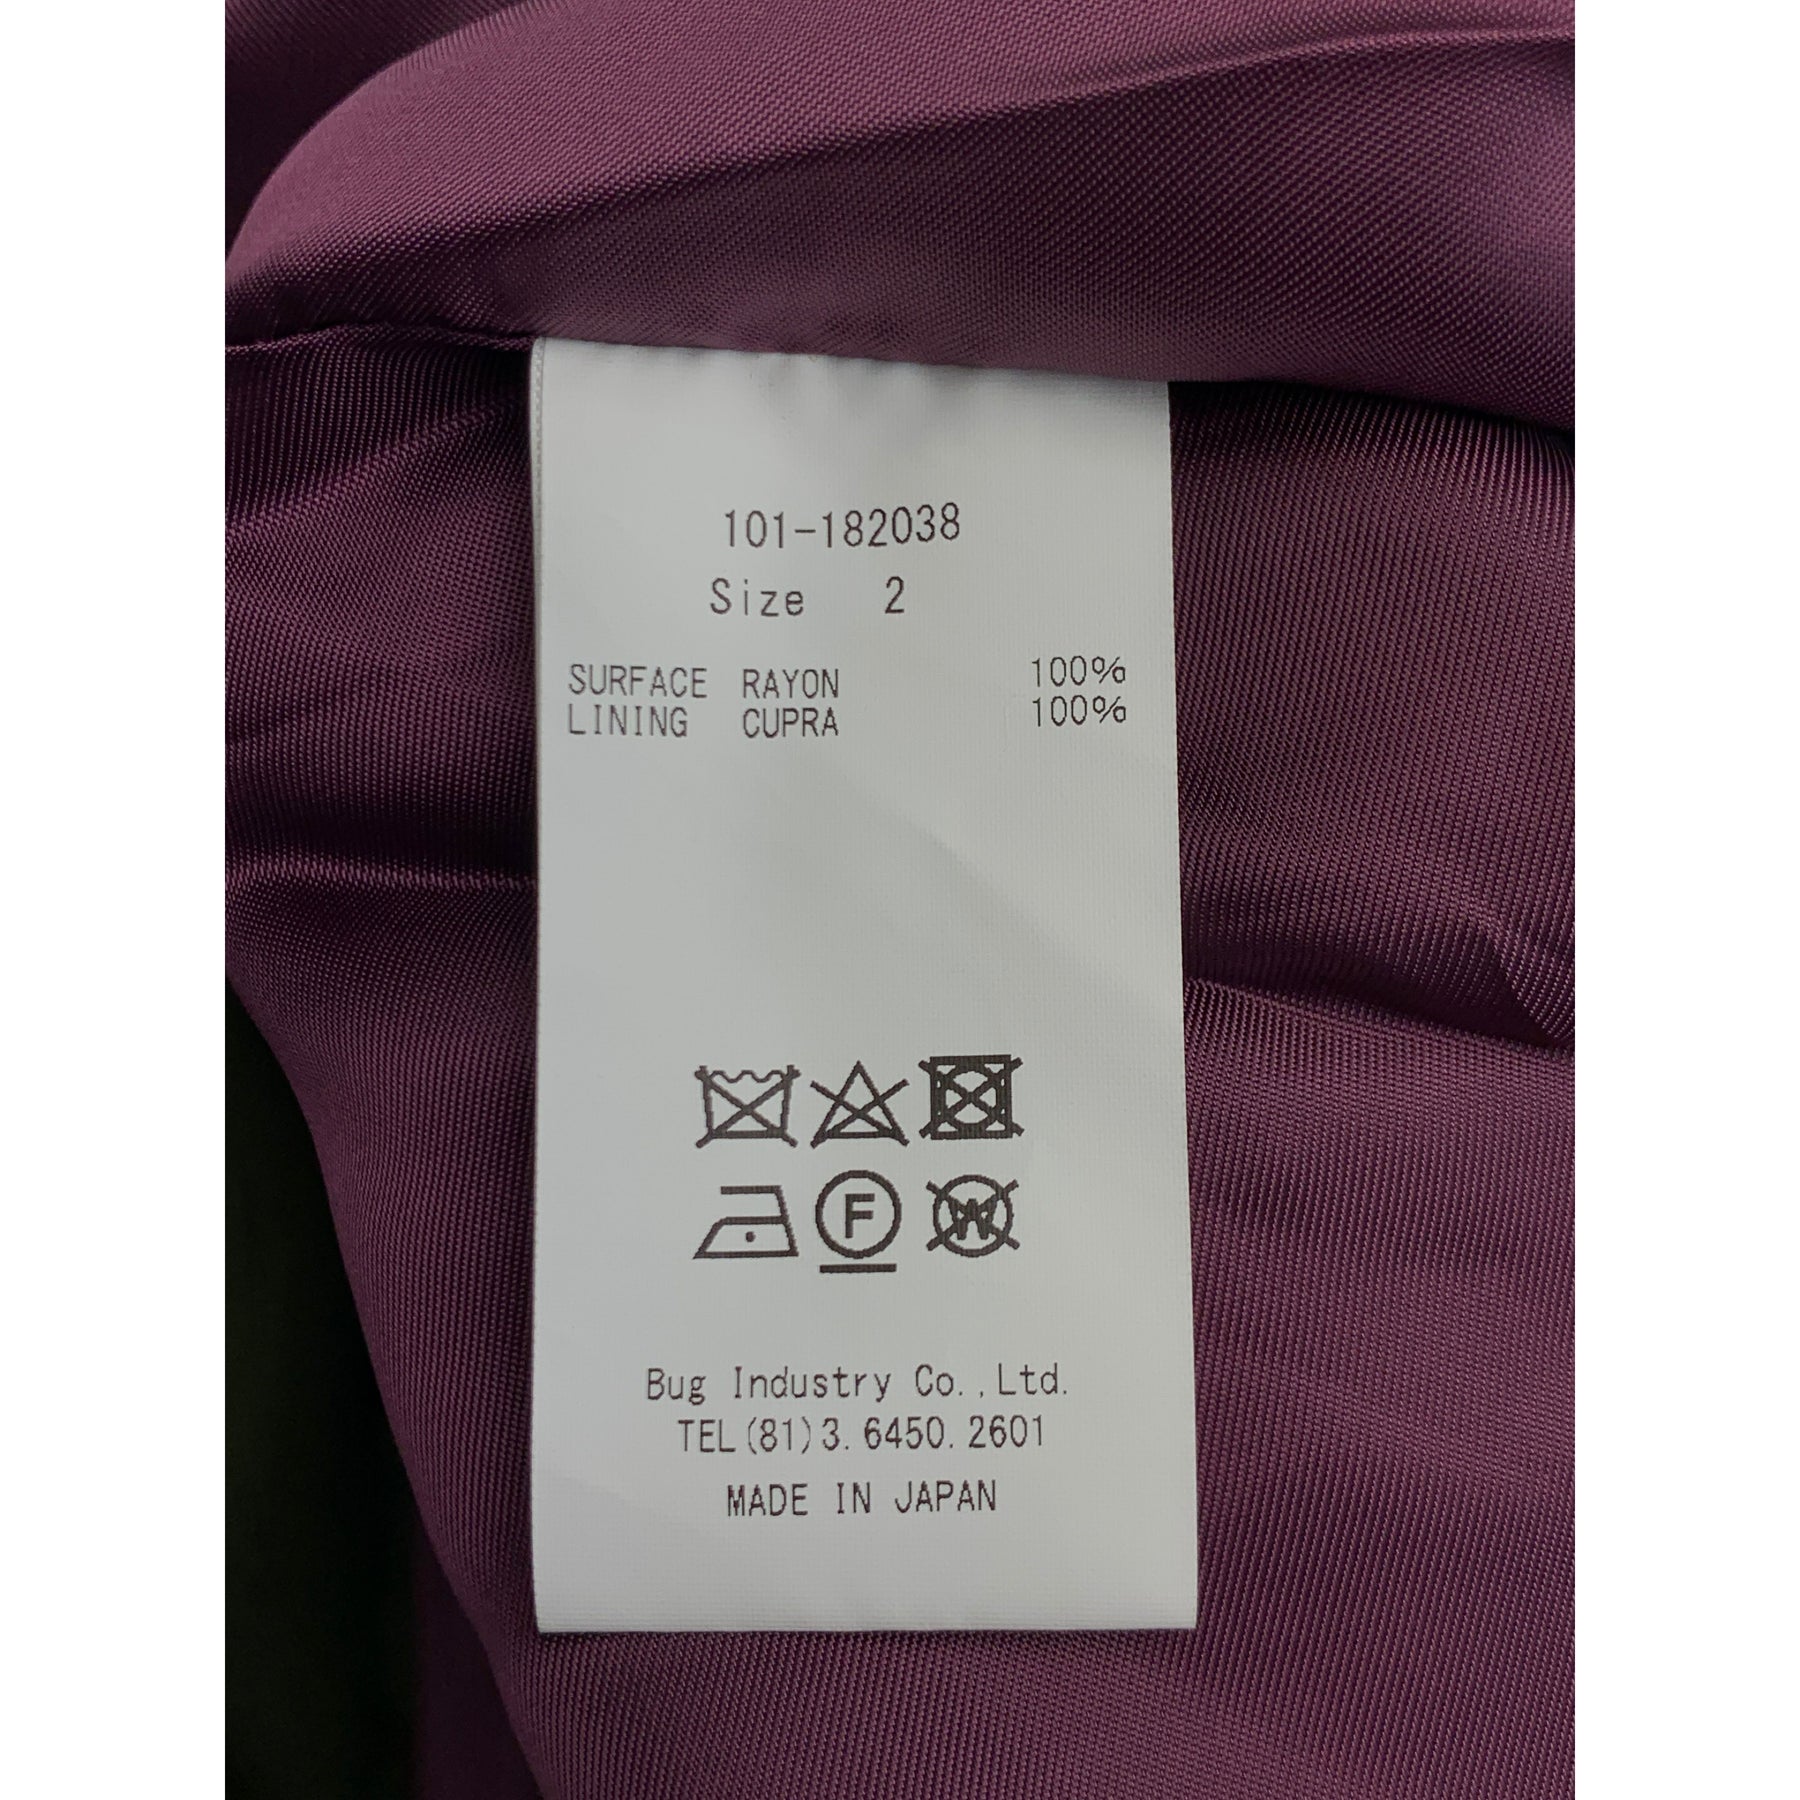 101-182038
Size 2
SURFACE RAYON 100%
LINING CUPRA 100%
F W
Bug Industry Co.,Ltd.
TEL(81)3.6450.2601
MADE IN JAPAN